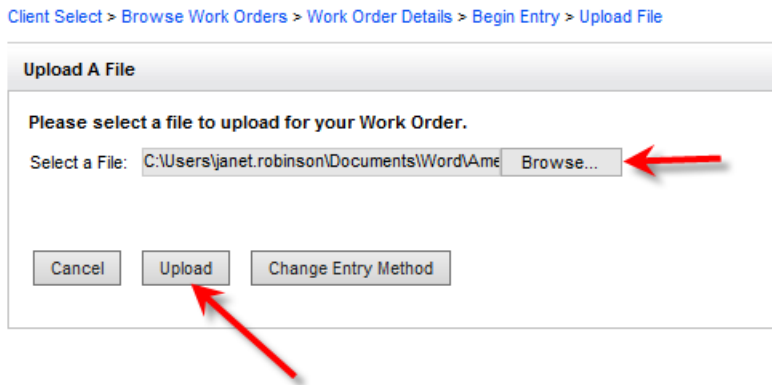 Client Select > Browse Work Orders > Work Order Details > Begin Entry > Upload File
Upload A File
Please select a file to upload for your Work Order.
Select a File: C:\Users\janet.robinson\Documents\Word\Ame Browse...
Cancel Upload Change Entry Method